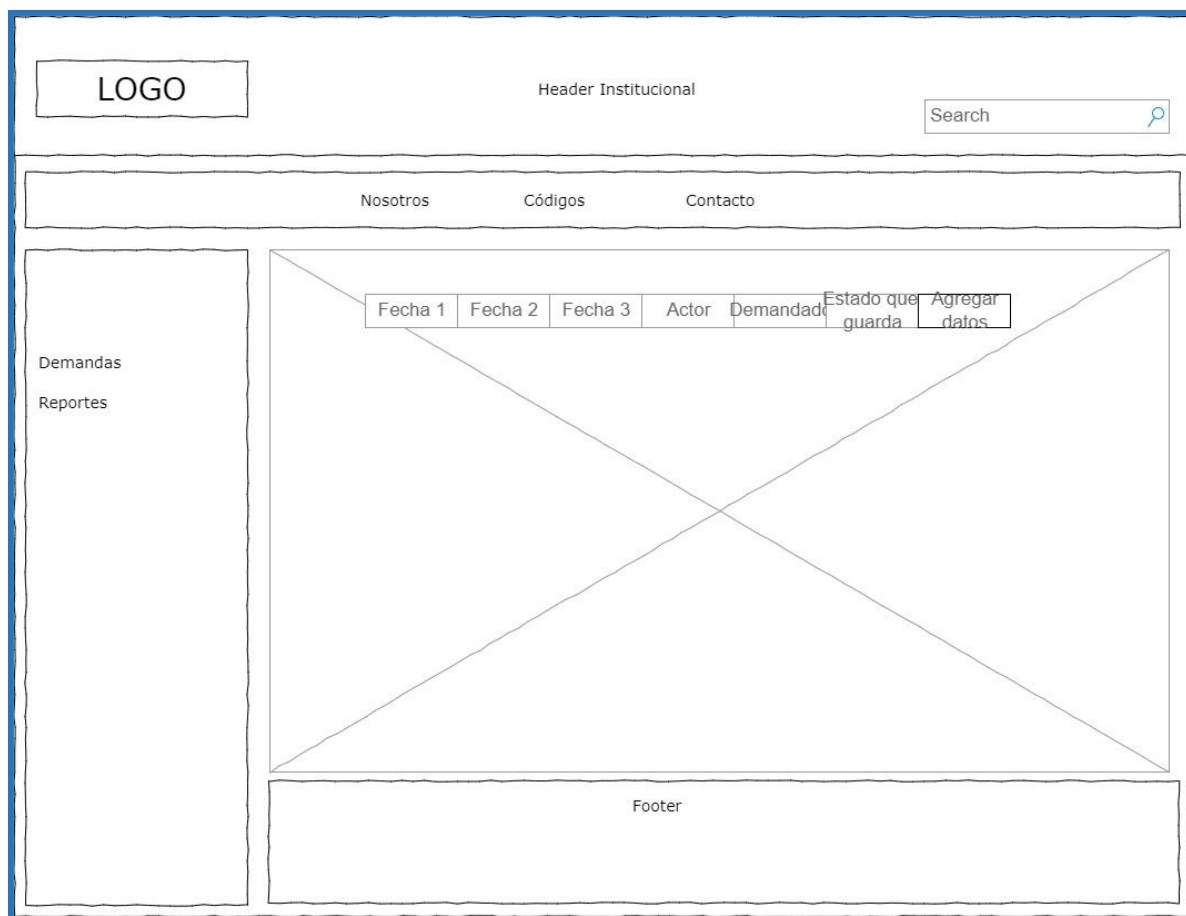 LOGO
Header Institucional
Search
Nosotros Códigos Contacto
Fecha 1 Fecha 2 Fecha 3 Actor Demandado Estado que guarda Agregar datos
Demandas
Reportes
Footer